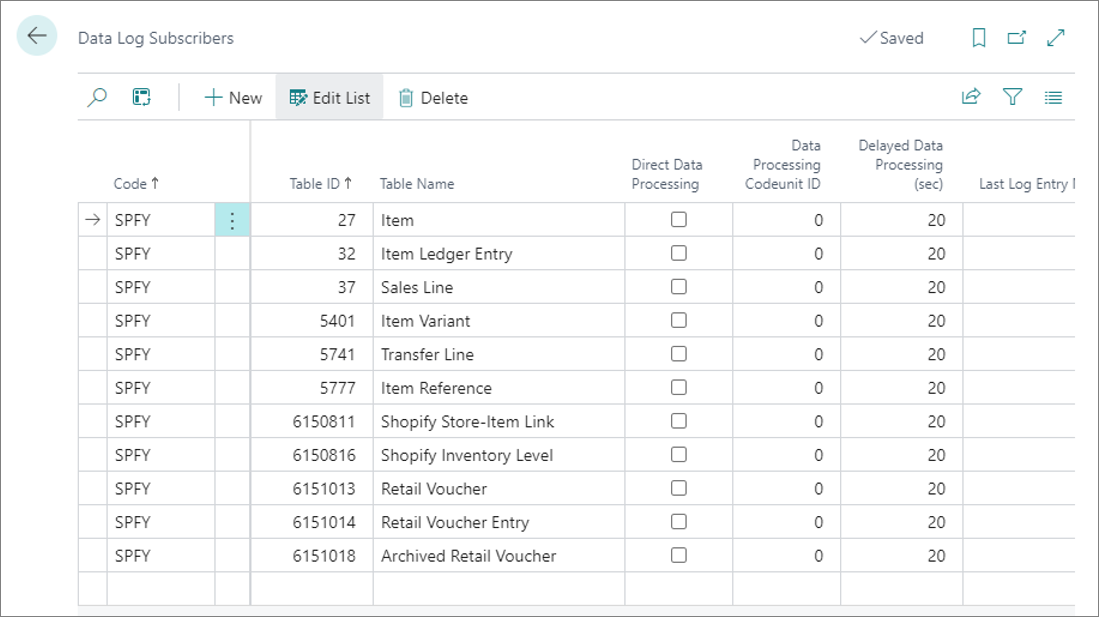 Data Log Subscribers
Saved
New
Edit List
Delete
Code
Table ID
Table Name
Direct Data
Processing
Data
Processing
Codeunit ID
Delayed Data
Processing
(sec)
Last Log Entry
SPFY 27 Item 0 20
SPFY 32 Item Ledger Entry 0 20
SPFY 37 Sales Line 0 20
SPFY 5401 Item Variant 0 20
SPFY 5741 Transfer Line 0 20
SPFY 5777 Item Reference 0 20
SPFY 6150811 Shopify Store-Item Link 0 20
SPFY 6150816 Shopify Inventory Level 0 20
SPFY 6151013 Retail Voucher 0 20
SPFY 6151014 Retail Voucher Entry 0 20
SPFY 6151018 Archived Retail Voucher 0 20